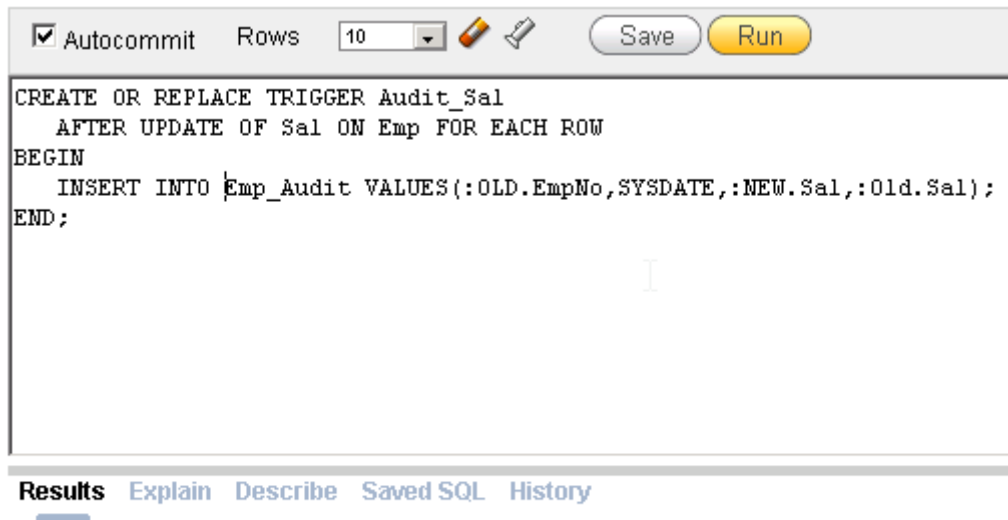 Autocommit Rows 10 Save Run
CREATE OR REPLACE TRIGGER Audit_Sal
AFTER UPDATE OF Sal ON Emp FOR EACH ROW
BEGIN
INSERT INTO Emp_Audit VALUES(:OLD.EmpNo,SYSDATE,:NEW.Sal,:Old.Sal);
END;
Results Explain Describe Saved SQL History